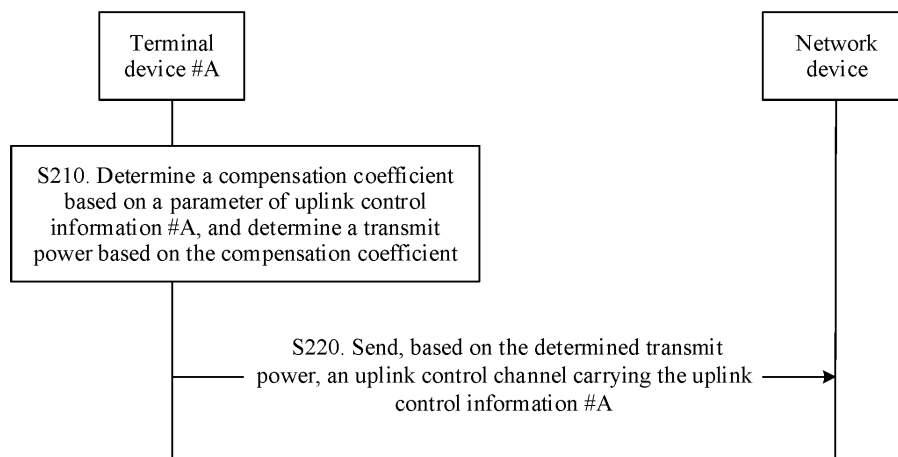 Terminal
device #A
Network
device
S210. Determine a compensation coefficient
based on a parameter of uplink control
information #A, and determine a transmit
power based on the compensation coefficient
S220. Send, based on the determined transmit
power, an uplink control channel carrying the uplink
control information #A